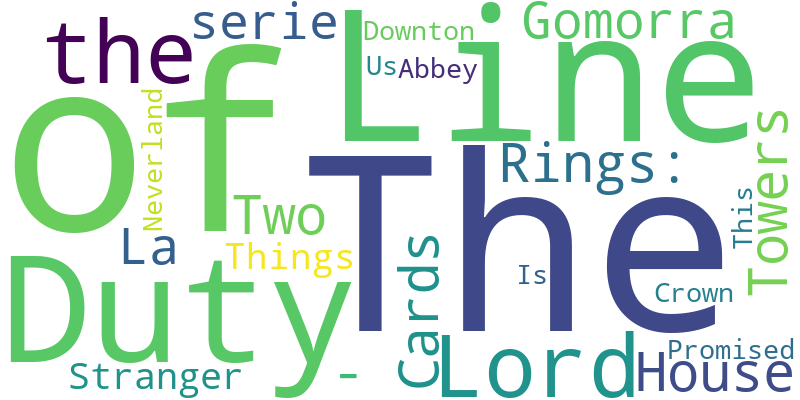 serie
the
Downton
Gomorra
Line
Us
Abbey
of
Neverland
The
Rings:
Towers
Two
La
This
Things
Cards
Is
Duty
Crown
Stranger
-
Lord
Promised
House